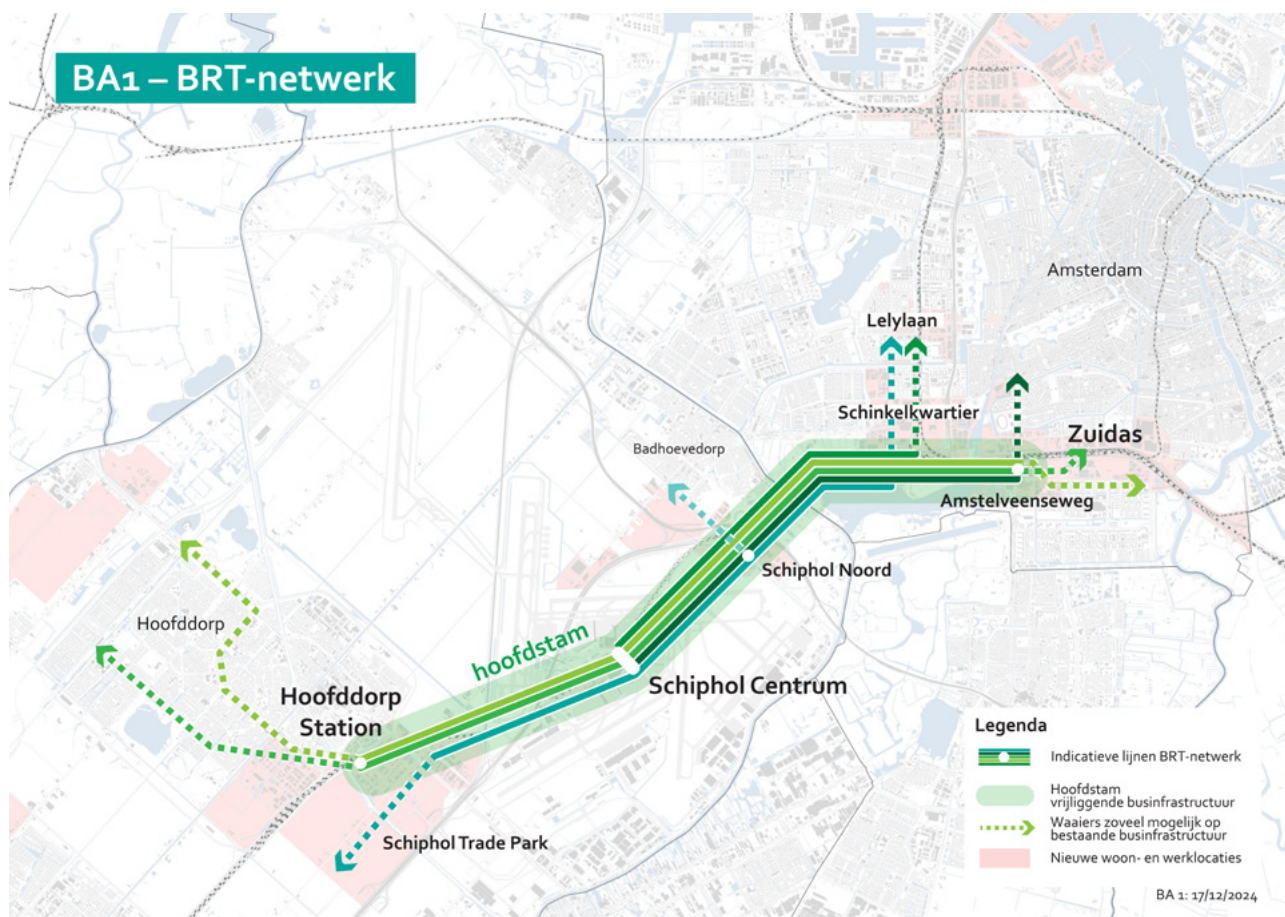 BA1 – BRT-netwerk
Amsterdam
Lelylaan
Schinkelkwartier
Zuidas
Badhoevedorp
Amstelveenseweg
Schiphol Noord
Hoofddorp
hoofdstam
Schiphol Centrum
Hoofddorp
Station
Schiphol Trade Park
Legenda
Indicatieve lijnen BRT-netwerk
Hoofdstam
vrijliggende businfrastructuur
Waaiers zoveel mogelijk op
bestaande businfrastructuur
Nieuwe woon- en werklocaties
BA 1: 17/12/2024